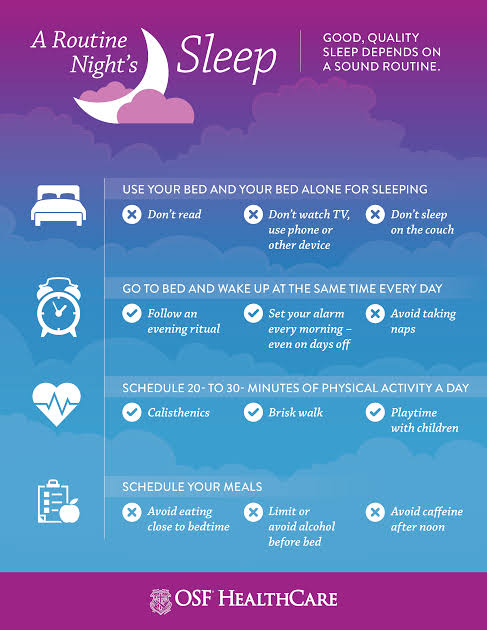 A Routine
Night's
Sleep
GOOD, QUALITY
SLEEP DEPENDS ON
A SOUND ROUTINE.
USE YOUR BED AND YOUR BED ALONE FOR SLEEPING
Don't read
Don't watch TV,
use phone or
other device
Don't sleep
on the couch
GO TO BED AND WAKE UP AT THE SAME TIME EVERY DAY
Follow an
evening ritual
Set your alarm
every morning –
even on days off
Avoid taking
naps
SCHEDULE 20- TO 30- MINUTES OF PHYSICAL ACTIVITY A DAY
Calisthenics
Brisk walk
Playtime
with children
SCHEDULE YOUR MEALS
Avoid eating
close to bedtime
Limit or
avoid alcohol
before bed
Avoid caffeine
after noon
OSF HEALTHCARE